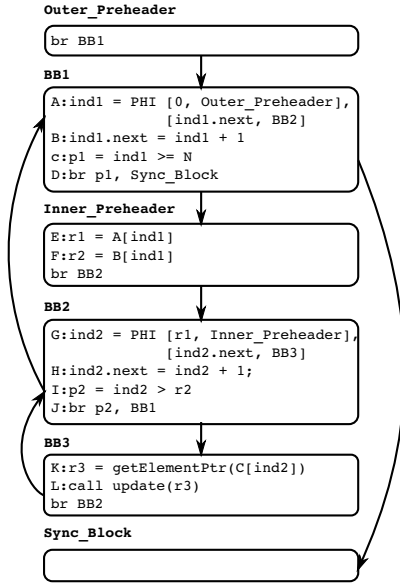 Outer_Preheader
br BB1
BB1
A:ind1 = PHI [0, Outer_Preheader],
[ind1.next, BB2]
B:ind1.next = ind1 + 1
c:p1 = ind1 >= N
D:br p1, Sync_Block
Inner_Preheader
E:r1 = A[ind1]
F:r2 = B[ind1]
br BB2
BB2
G:ind2 = PHI [r1, Inner_Preheader],
[ind2.next, BB3]
H:ind2.next = ind2 + 1;
I:p2 = ind2 > r2
J:br p2, BB1
BB3
K:r3 = getElementPtr(C[ind2])
L:call update(r3)
br BB2
Sync_Block